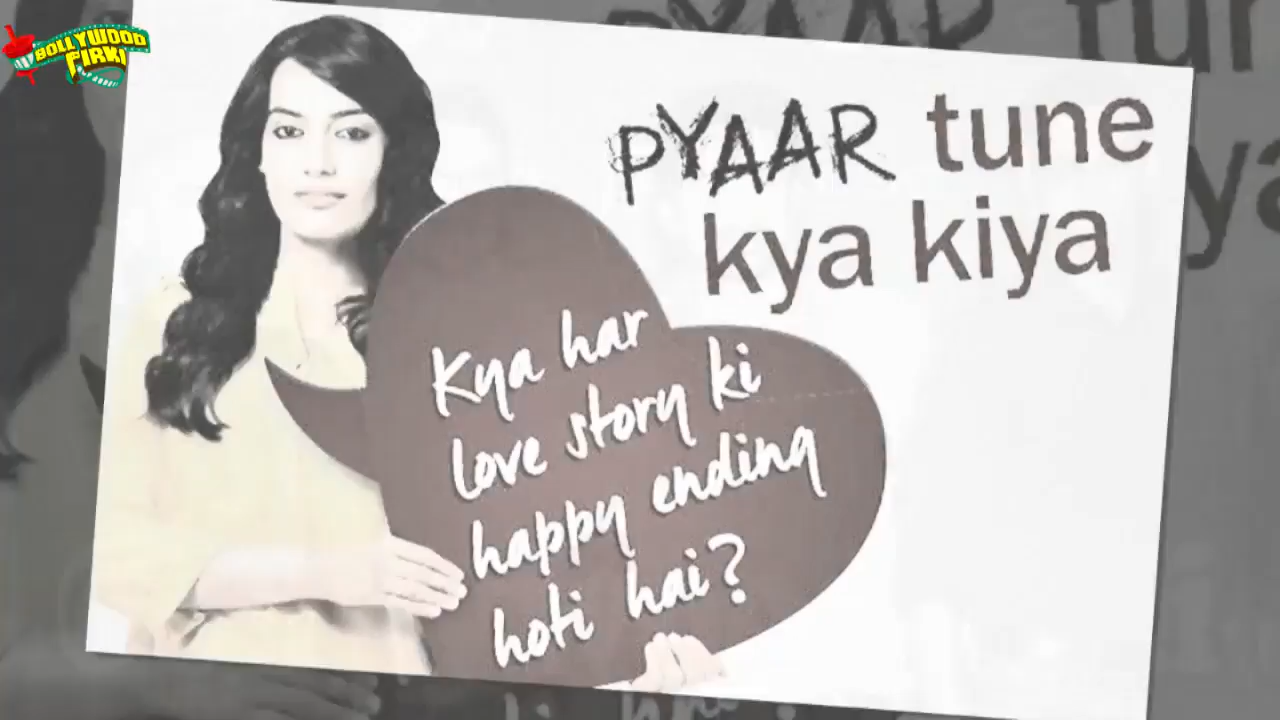 BOLLYWOOD
FIRKI
PYAAR tune
kya kiya
Kya har
love story ki
happy ending
hoti hai?